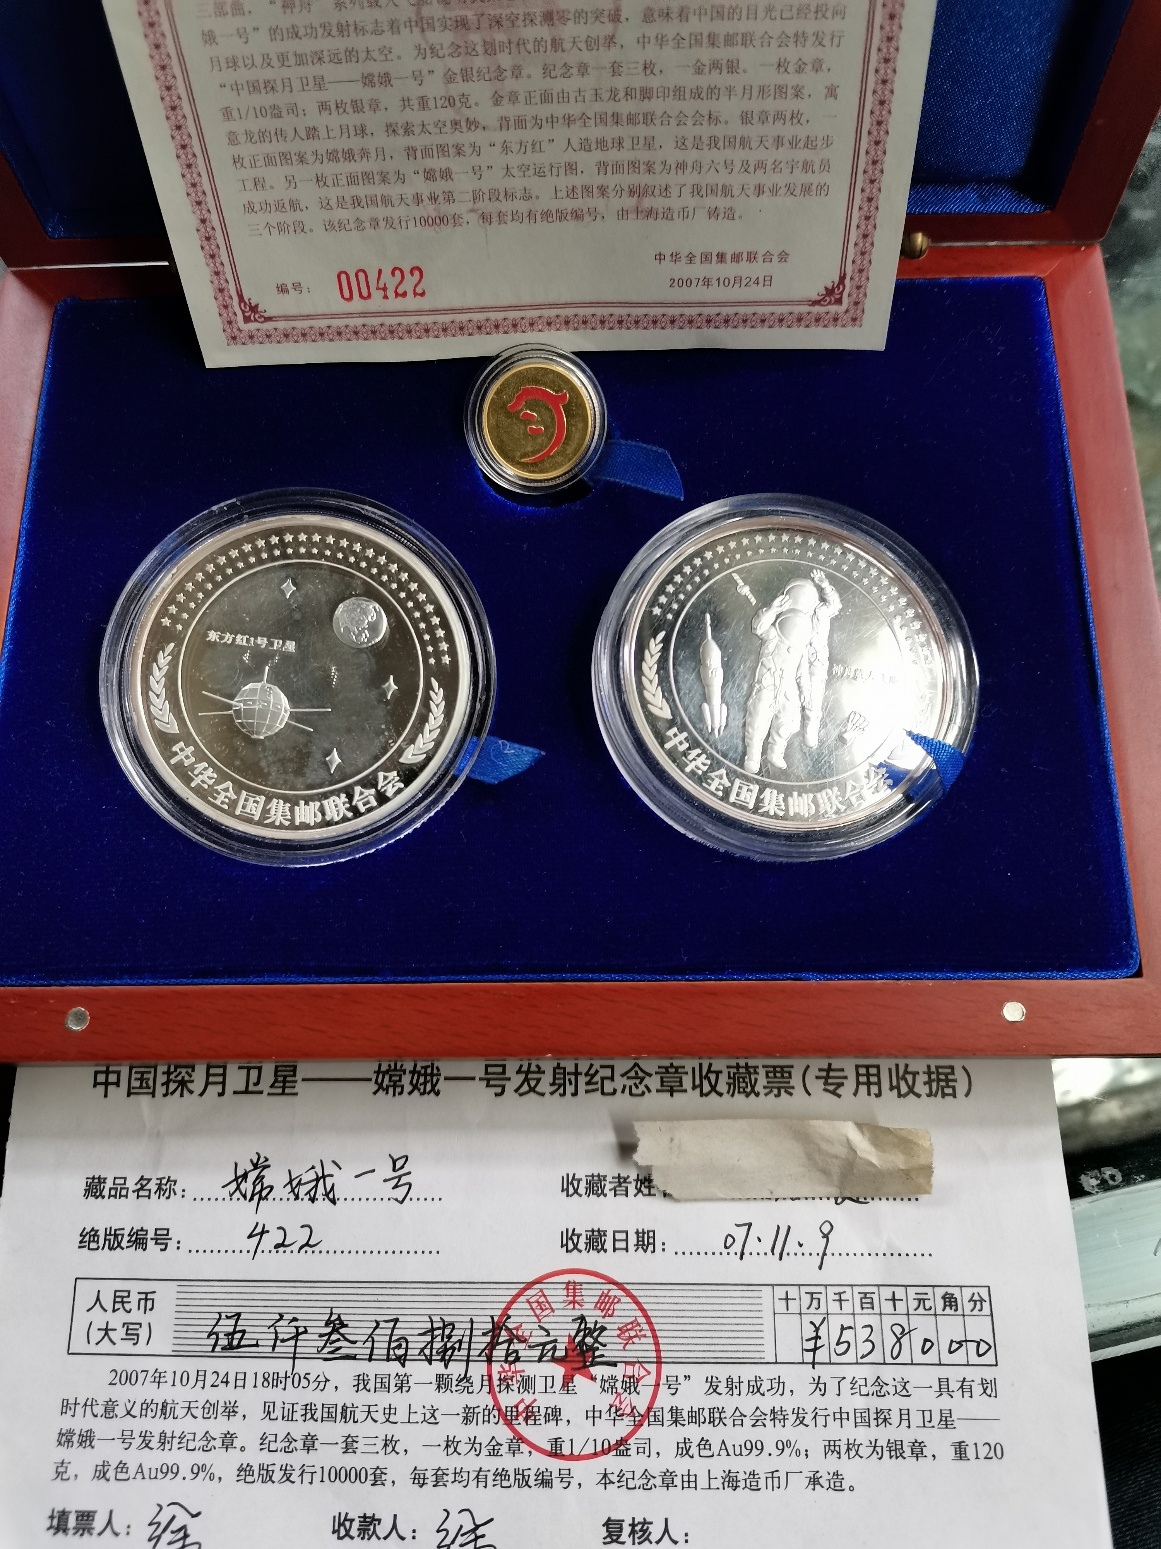 三部曲，“神舟”系列载人飞
娥一号”的成功发射标志着中国实现了深空探测零的突破，意味着中国的目光已经投向
月球以及更加深远的太空。为纪念这划时代的航天创举，中华全国集邮联合会特发行
“中国探月卫星——嫦娥一号”金银纪念章。纪念章一套三枚，一金两银。一枚金章，
重1/10盎司；两枚银章，共重120克。金章正面由古玉龙和脚印组成的半月形图案，寓
意龙的传人踏上月球，探索太空奥妙，背面为中华全国集邮联合会会标。银章两枚，一
枚正面图案为嫦娥奔月，背面图案为“东方红”人造地球卫星，这是我国航天事业起步
工程。另一枚正面图案为“嫦娥一号”太空运行图，背面图案为神舟六号及两名宇航员
成功返航，这是我国航天事业第二阶段标志。上述图案分别叙述了我国航天事业发展的
三个阶段。该纪念章发行10000套，每套均有绝版编号，由上海造币厂铸造。
中华全国集邮联合会
编号：00422
2007年10月24日
东方红1号卫星
中华全国集邮联合会
中华全国集邮联合会
中国探月卫星——嫦娥一号发射纪念章收藏票(专用收据)
藏品名称：嫦娥一号
收藏者姓
绝版编号：422
收藏日期：07.11.9
人民币
(大写)
伍仟叁佰捌拾元整
十万千百十元角分
¥538000
中华全国集邮联合会
2007年10月24日18时05分，我国第一颗绕月探测卫星“嫦娥一号”发射成功，为了纪念这一具有划
时代意义的航天创举，见证我国航天史上这一新的里程碑，中华全国集邮联合会特发行中国探月卫星——
嫦娥一号发射纪念章。纪念章一套三枚，一枚为金章，重1/10盎司，成色Au99.9%；两枚为银章，重120
克，成色Au99.9%，绝版发行10000套，每套均有绝版编号，本纪念章由上海造币厂承造。
填票人：徐
收款人：徐
复核人：